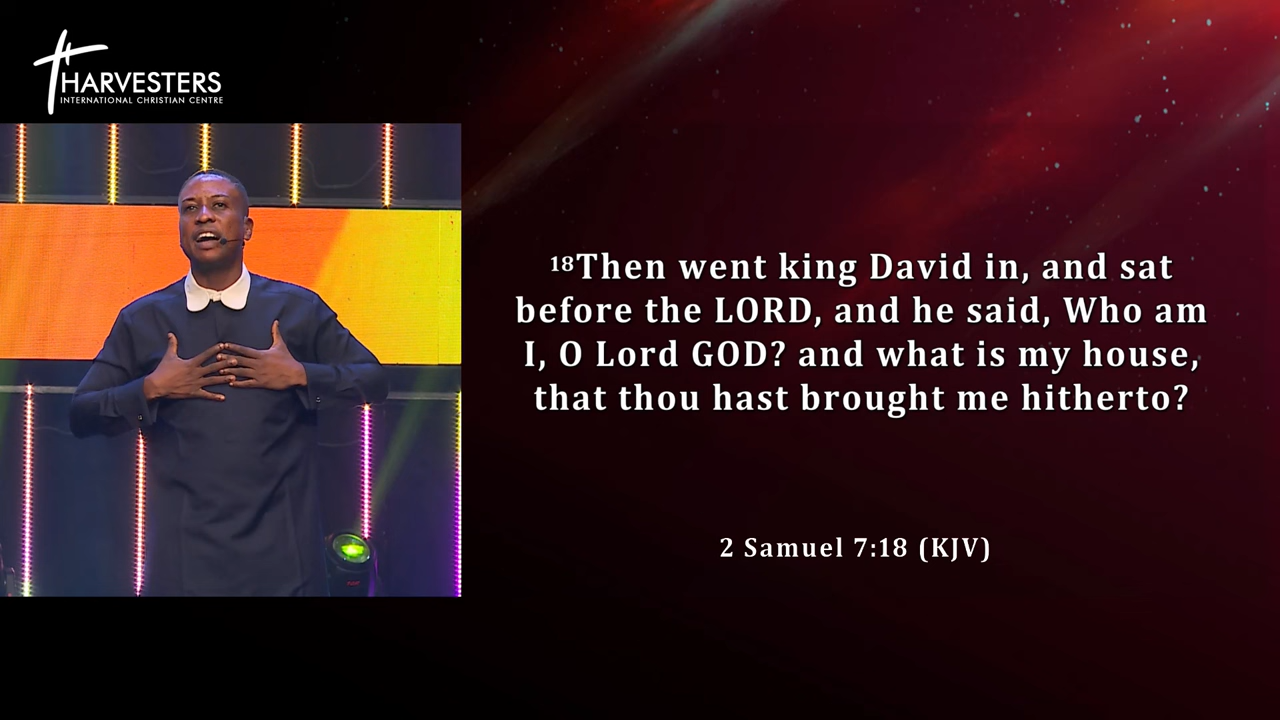 HARVESTERS
INTERNATIONAL CHRISTIAN CENTRE
18Then went king David in, and sat
before the LORD, and he said, Who am
I, O Lord GOD? and what is my house,
that thou hast brought me hitherto?
2 Samuel 7:18 (KJV)